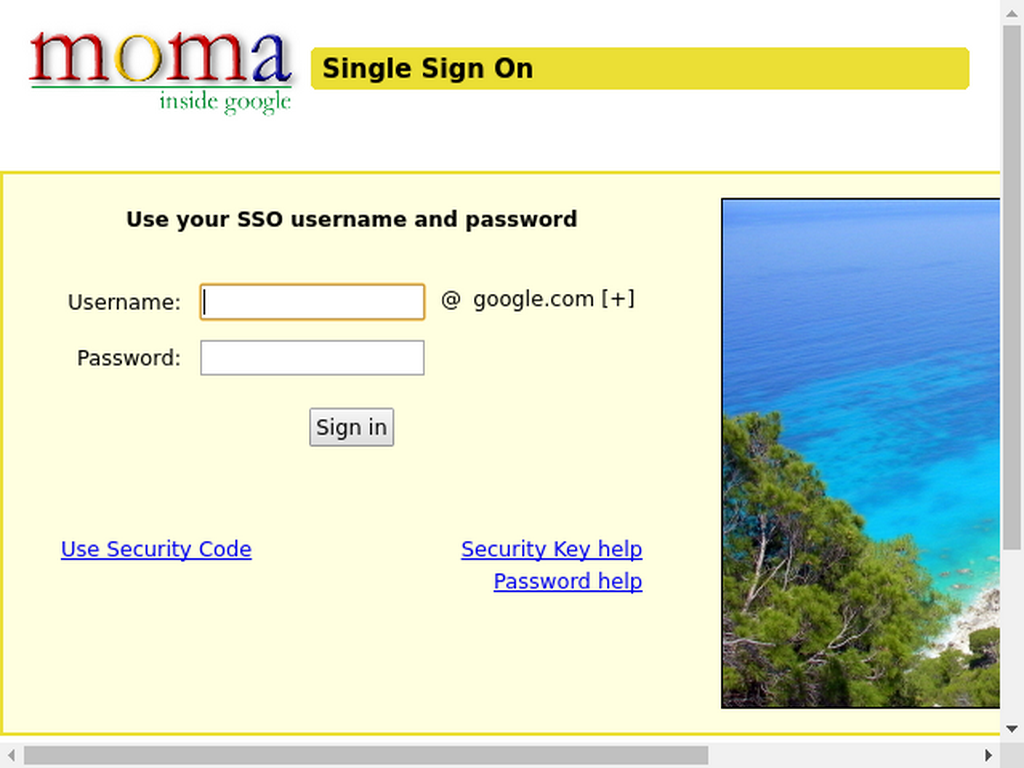 moma
inside google
Single Sign On
Use your SSO username and password
Username: @ google.com [+]
Password:
Sign in
Use Security Code
Security Key help
Password help